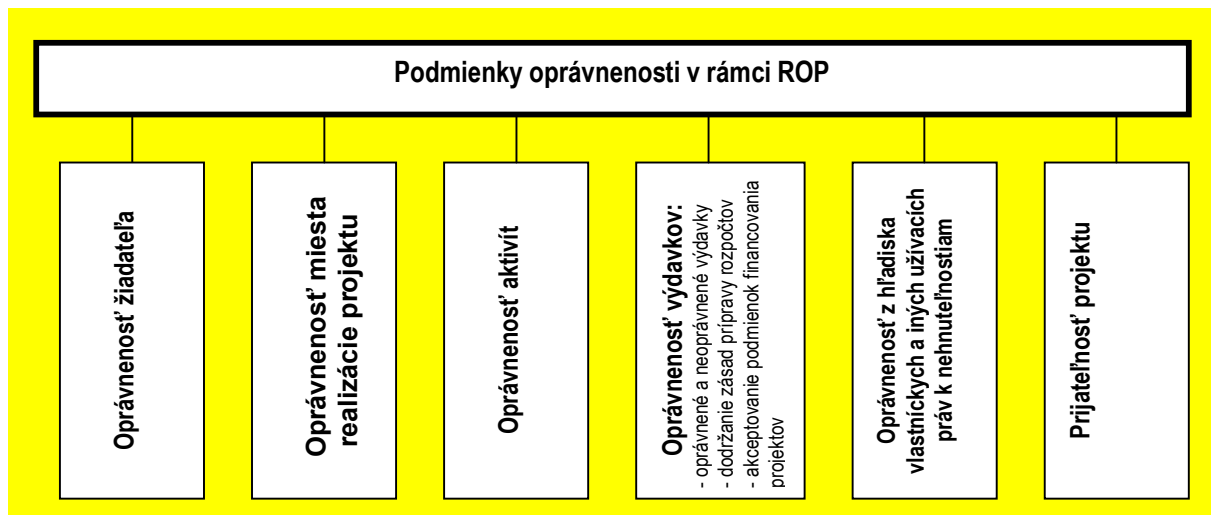 Podmienky oprávnenosti v rámci ROP
Oprávnenosť žiadateľa
Oprávnenosť miesta
realizácie projektu
Oprávnenosť aktivít
Oprávnenosť výdavkov:
- oprávnené a neoprávnené výdavky
- dodržanie zásad prípravy rozpočtov
- akceptovanie podmienok financovania
projektov
Oprávnenosť z hľadiska
vlastníckych a iných užívacích
práv k nehnuteľnostiam
Prijateľnosť projektu